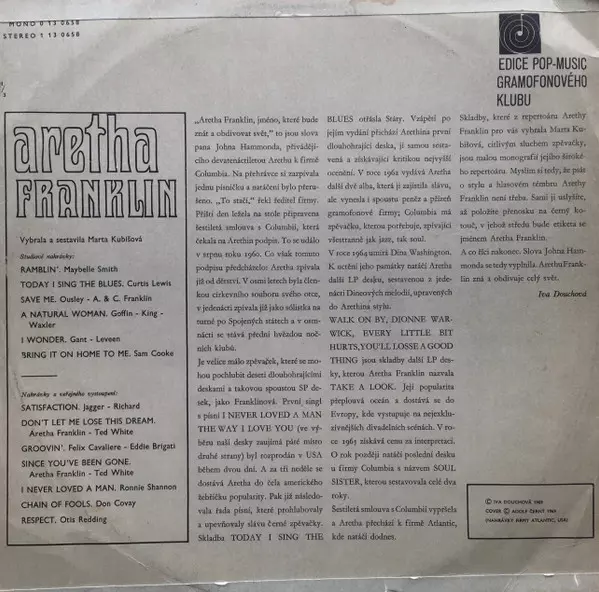 MONO 0 13 0658
STEREO 1 13 0658
EDICE POP-MUSIC
GRAMOFONOVÉHO
KLUBU
aretha
FRANKLIN
Vybrala a sestavila Marta Kubišová
Studiové nahrávky:
RAMBLIN'. Maybelle Smith
TODAY I SING THE BLUES. Curtis Lewis
SAVE ME. Ousley - A. & C. Franklin
A NATURAL WOMAN. Goffin - King -
Waxler
I WONDER. Gant - Leveen
BRING IT ON HOME TO ME. Sam Cooke
Nahrávky z veřejného vystoupení:
SATISFACTION. Jagger - Richard
DON'T LET ME LOSE THIS DREAM.
Aretha Franklin - Ted White
GROOVIN'. Felix Cavaliere - Eddie Brigati
SINCE YOU'VE BEEN GONE.
Aretha Franklin - Ted White
I NEVER LOVED A MAN. Ronnie Shannon
CHAIN OF FOOLS. Don Covay
RESPECT. Otis Redding
„Aretha Franklin, jméno, které bude
znát a obdivovat svět," to jsou slova
pana Johna Hammonda, přivádějí-
cího devatenáctiletou Arethu k firmě
Columbia. Na přehrávce si zazpívala
jednu písničku a natáčení bylo přeru-
šeno. „To stačí," řekl ředitel firmy.
Příští den ležela na stole připravena
šestiletá smlouva s Columbií, která
čekala na Arethin podpis. To se událo
v srpnu roku 1960. Co však tomuto
podpisu předcházelo: Aretha zpívala
již od dětství. V osmi letech byla člen-
kou církevního souboru svého otce,
v jedenácti zpívala již jako sólistka na
turné po Spojených státech a v osm-
nácti se stává přední hvězdou noč-
ních klubů.
Je velice málo zpěvaček, které se mo-
hou pochlubit deseti dlouhohrajícími
deskami a takovou spoustou SP de-
sek, jako Franklinová. První singl
s písní I NEVER LOVED A MAN
THE WAY I LOVE YOU (ve vý-
běru naší desky zaujímá páté místo
druhé strany) byl rozprodán v USA
během dvou dní. A za tři neděle se
dostává Aretha do čela amerického
žebříčku popularity. Pak již následo-
vala řada písní, které prohlubovaly
a upevňovaly slávu černé zpěvačky.
Skladba TODAY I SING THE
BLUES otřásla Státy. Vzápětí po
jejím vydání přichází Arethina první
dlouhohrající deska, jí samou sesta-
vená a získávající kritikou nejvyšší
ocenění. V roce 1962 vydává Aretha
další dvě alba, která jí zajistila slávu,
ale vynesla i spoustu peněz a přízeň
gramofonové firmy; Columbia má
zpěvačku, kterou potřebuje, zpívající
všestranně jak jazz, tak soul.
V roce 1964 umírá Dina Washington.
K uctění jeho památky natáčí Aretha
další LP desku, sestavenou z jede-
nácti Dineových melodií, upravených
do Arethina stylu.
WALK ON BY, DIONNE WAR-
WICK, EVERY LITTLE BIT
HURTS, YOU'LL LOSSE A GOOD
THING jsou skladby další LP des-
ky, kterou Aretha Franklin nazvala
TAKE A LOOK. Její popularita
přeplouvá oceán a dostává se do
Evropy, kde vystupuje na nejexklu-
zivnějších divadelních scénách. V ro-
ce 1965 získává cenu za interpretaci.
O rok později natáčí poslední desku
u firmy Columbia s názvem SOUL
SISTER, kterou sestavovala celé dva
roky.
Šestiletá smlouva s Columbií vypršela
a Aretha přechází k firmě Atlantic,
kde natáčí dodnes.
Skladby, které z repertoáru Arethy
Franklin pro vás vybrala Marta Ku-
bišová, citlivým sluchem zpěvačky,
jsou malou monografií jejího široké-
ho repertoáru. Myslím si tedy, že psát
o stylu a hlasovém témbru Arethy
Franklin není třeba. Sami ji uslyšíte,
až položíte přenosku na černý ko-
touč, v jehož středu bude etiketa se
jménem Aretha Franklin.
A co říci nakonec. Slova Johna Ham-
monda se tedy vyplnila. Arethu Frank-
lin zná a obdivuje celý svět.
Iva Douchová
© IVA DOUCHOVÁ 1969
COVER © ADOLF ČERNÝ 1969
(NAHRÁVKY FIRMY ATLANTIC, USA)